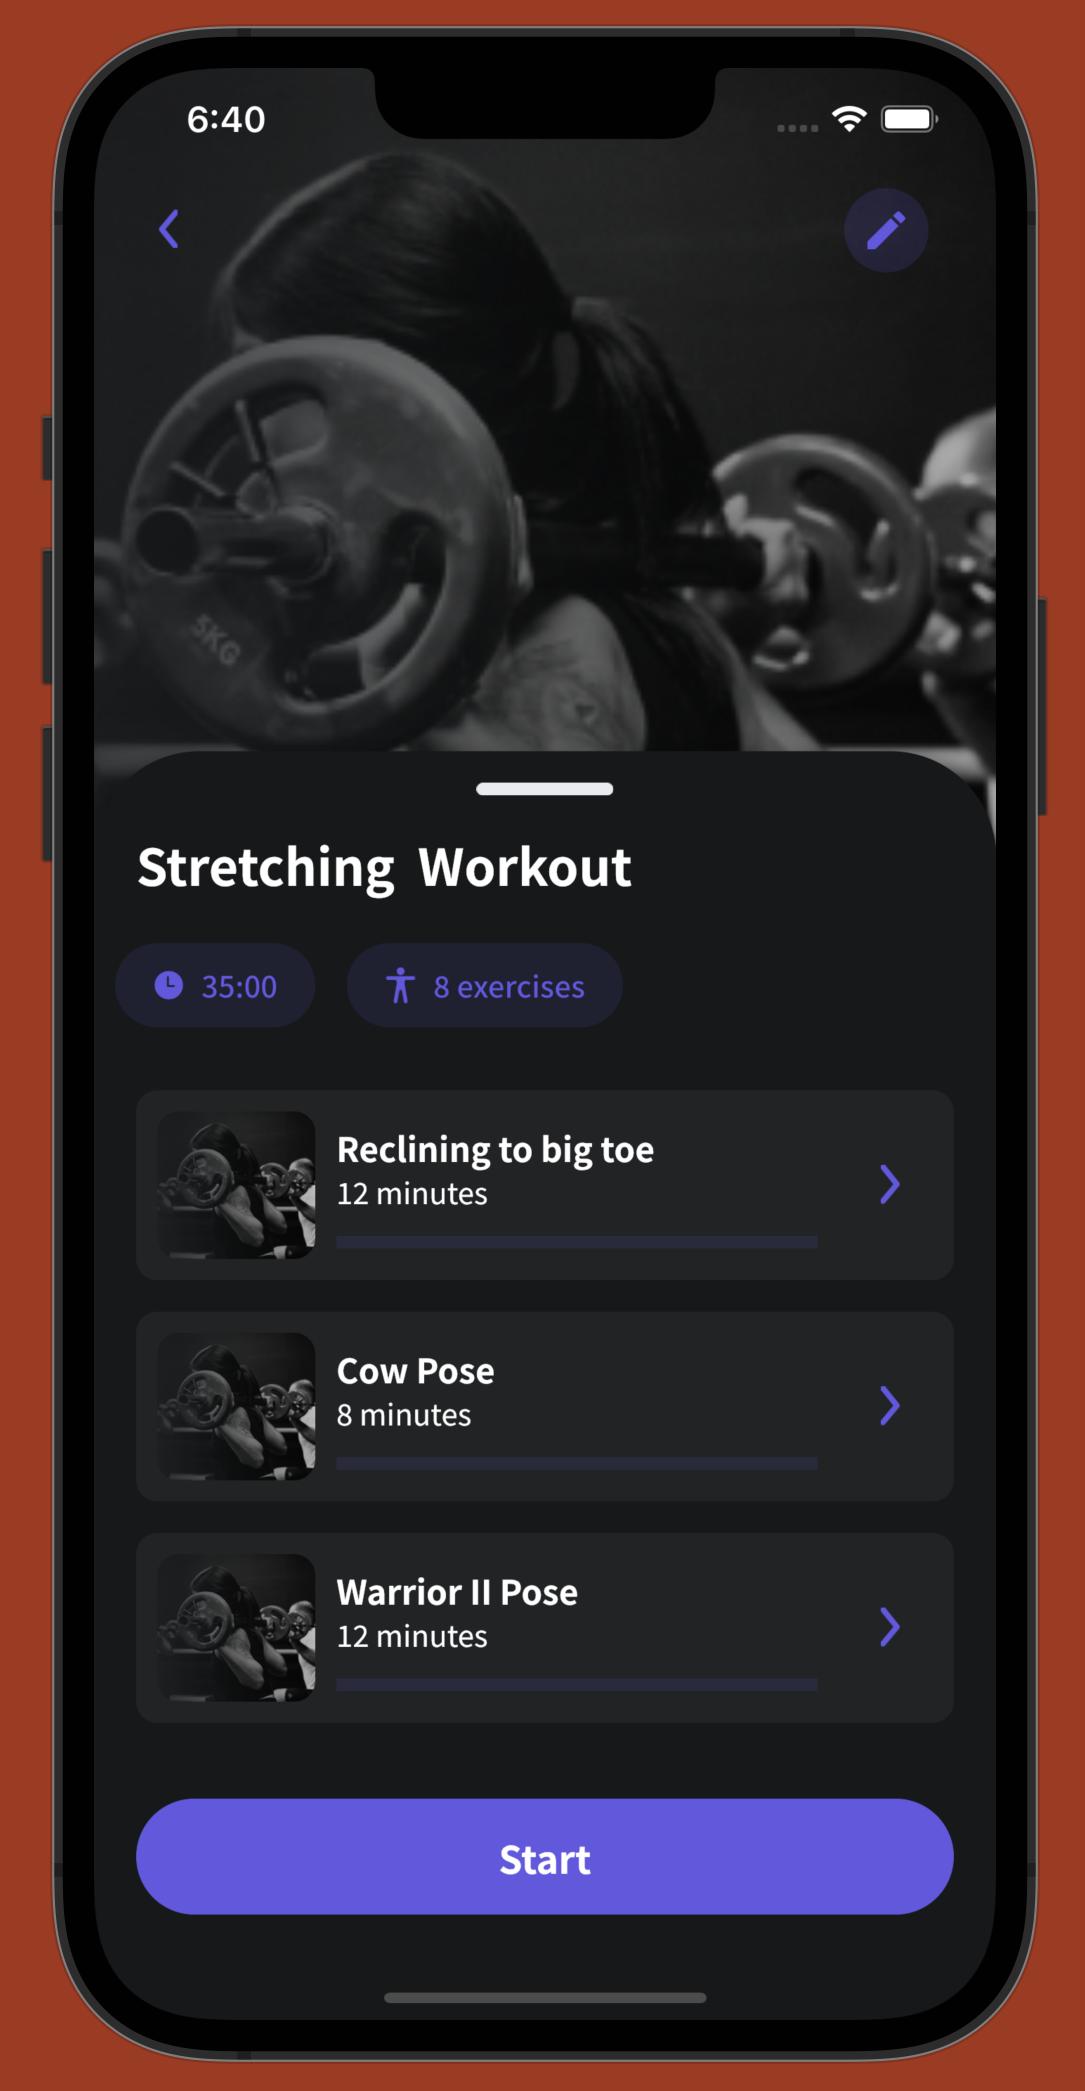 6:40
5KG
Stretching Workout
35:00
8 exercises
Reclining to big toe
12 minutes
Cow Pose
8 minutes
Warrior II Pose
12 minutes
Start